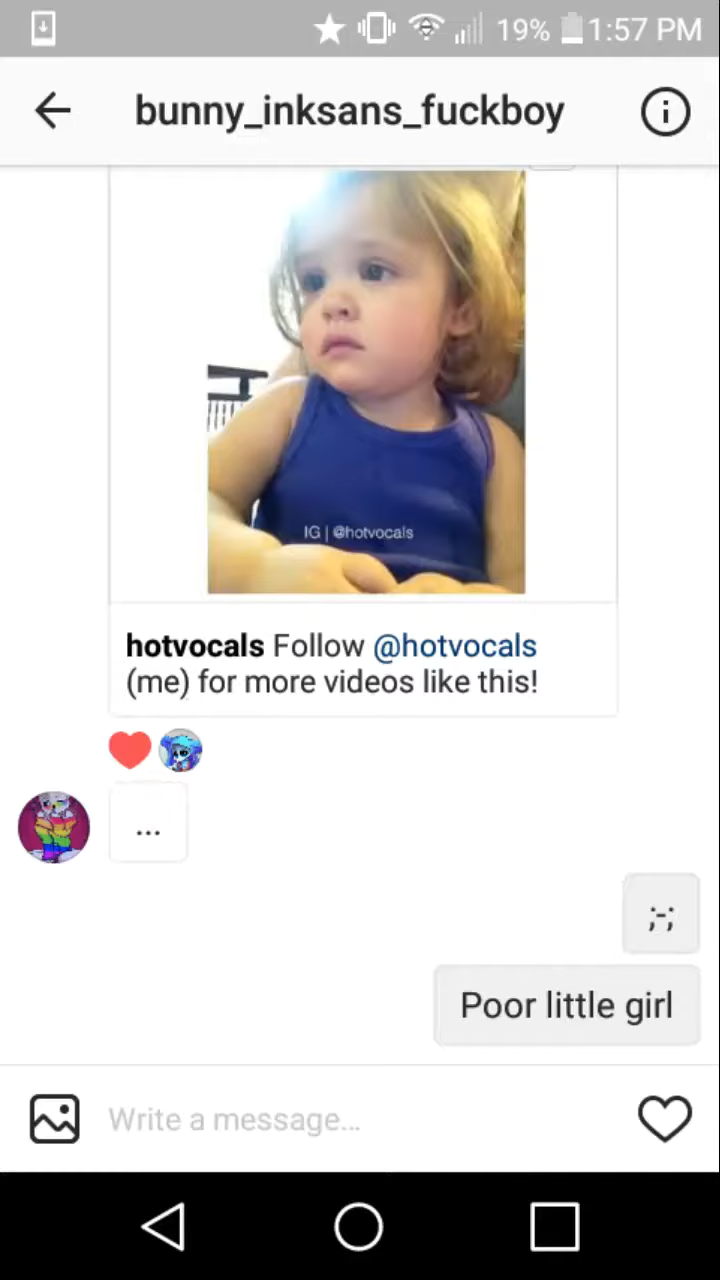 19% 1:57 PM
bunny_inksans_fuckboy
IG | @hotvocals
hotvocals Follow @hotvocals
(me) for more videos like this!
...
;-;
Poor little girl
Write a message...